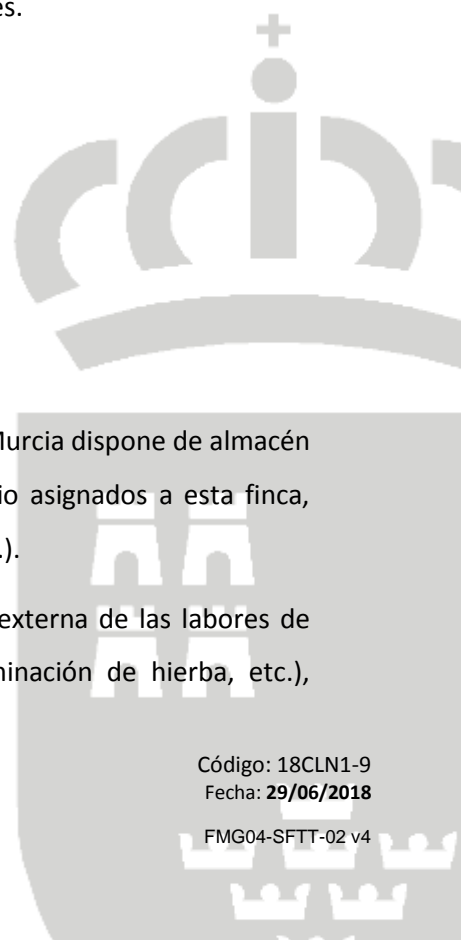 es.
Murcia dispone de almacén
io asignados a esta finca,
.).
externa de las labores de
ninación de hierba, etc.),
Código: 18CLN1-9
Fecha: 29/06/2018
FMG04-SFTT-02 v4